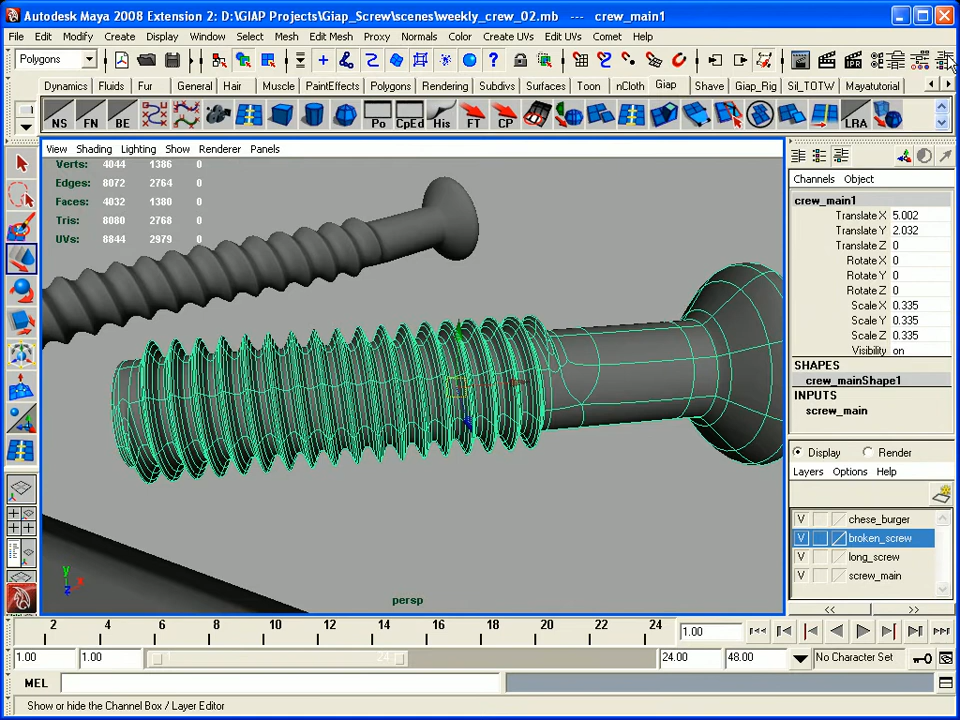 Autodesk Maya 2008 Extension 2: D:\GIAP Projects\Giap_Screw\scenes\weekly_crew_02.mb --- crew_main1
File Edit Modify Create Display Window Select Mesh Edit Mesh Proxy Normals Color Create UVs Edit UVs Comet Help
Polygons
Dynamics Fluids Fur General Hair Muscle PaintEffects Polygons Rendering Subdivs Surfaces Toon nCloth Giap Shave Giap_Rig Sil_TOTW Mayatutorial
NS FN BE Po CpEd His FT CP LRA
View Shading Lighting Show Renderer Panels
Verts: 4044 1386 0
Edges: 8072 2764 0
Faces: 4032 1380 0
Tris: 8080 2768 0
UVs: 8844 2979 0
y
x
z
persp
Channels Object
crew_main1
Translate X 5.002
Translate Y 2.032
Translate Z 0
Rotate X 0
Rotate Y 0
Rotate Z 0
Scale X 0.335
Scale Y 0.335
Scale Z 0.335
Visibility on
SHAPES
crew_mainShape1
INPUTS
screw_main
Display Render
Layers Options Help
V chese_burger
V broken_screw
V long_screw
V screw_main
<< >>
2 4 6 8 10 12 14 16 18 20 22 24 1.00
1.00 1.00 24 24.00 48.00 No Character Set
MEL
Show or hide the Channel Box / Layer Editor